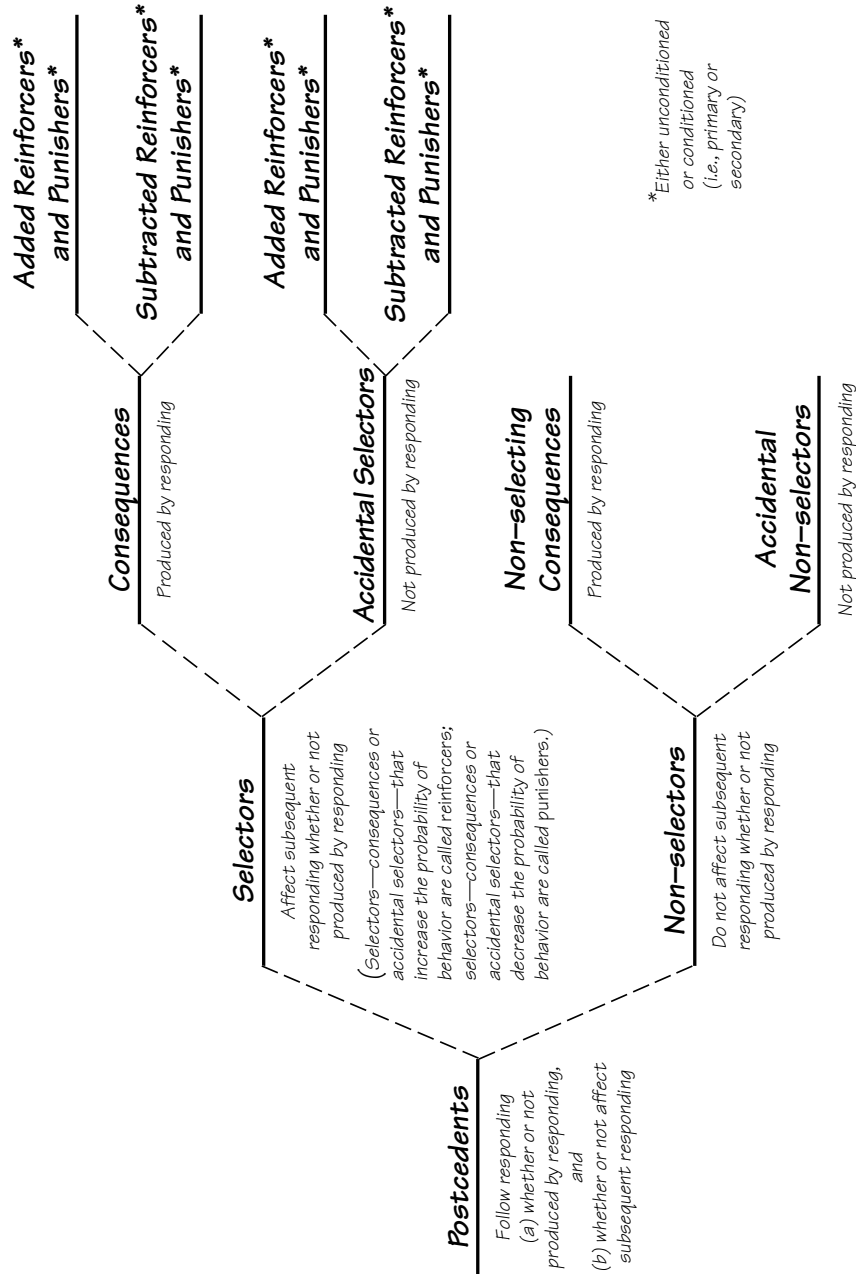 Postcedents
Follow responding
(a) whether or not
produced by responding,
and
(b) whether or not affect
subsequent responding
Selectors
Affect subsequent
responding whether or not
produced by responding
(Selectors—consequences or
accidental selectors—that
increase the probability of
behavior are called reinforcers;
selectors—consequences or
accidental selectors—that
decrease the probability of
behavior are called punishers.)
Non-selectors
Do not affect subsequent
responding whether or not
produced by responding
Consequences
Produced by responding
Accidental Selectors
Not produced by responding
Non-selecting
Consequences
Produced by responding
Accidental
Non-selectors
Not produced by responding
Added Reinforcers*
and Punishers*
Subtracted Reinforcers*
and Punishers*
Added Reinforcers*
and Punishers*
Subtracted Reinforcers*
and Punishers*
*Either unconditioned
or conditioned
(i.e., primary or
secondary)